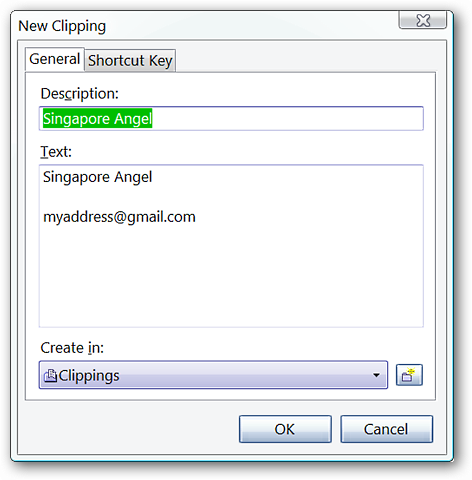 New Clipping
General Shortcut Key
Description:
Singapore Angel
Text:
Singapore Angel
myaddress@gmail.com
Create in:
Clippings
OK Cancel